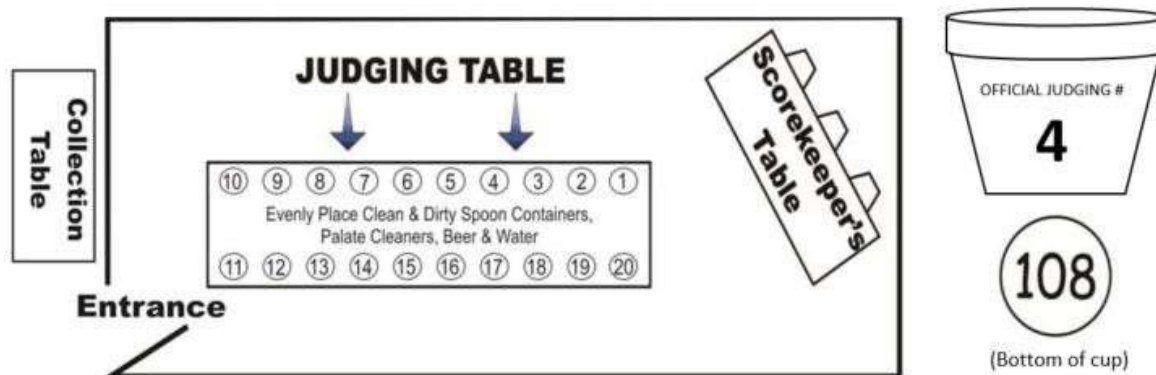 Collection
Table
JUDGING TABLE
10 9 8 7 6 5 4 3 2 1
Evenly Place Clean & Dirty Spoon Containers,
Palate Cleaners, Beer & Water
11 12 13 14 15 16 17 18 19 20
Entrance
Scorekeeper's
Table
OFFICIAL JUDGING #
4
108
(Bottom of cup)